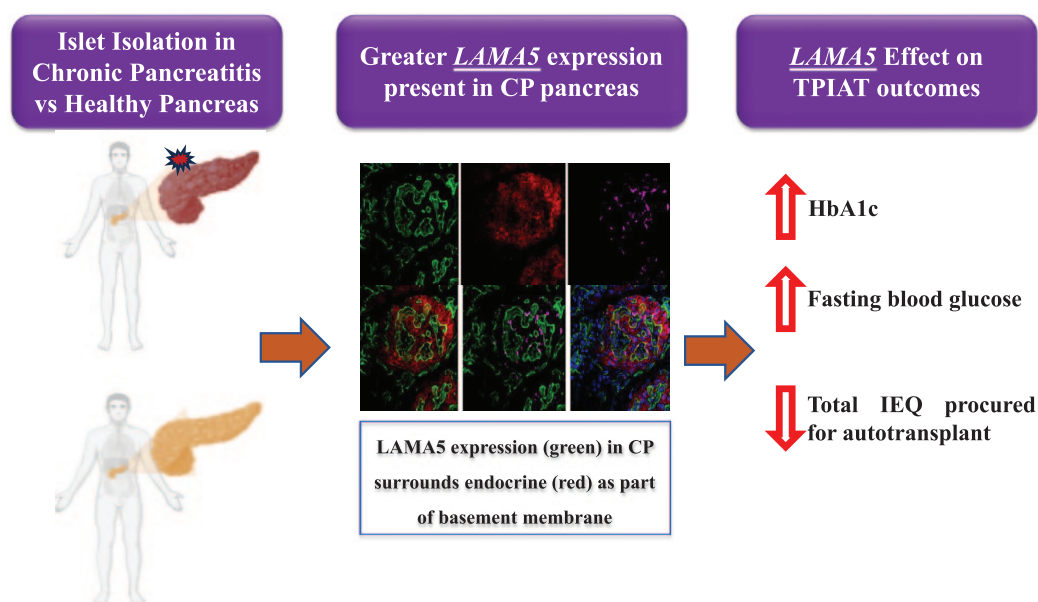 Islet Isolation in
Chronic Pancreatitis
vs Healthy Pancreas
Greater LAMA5 expression
present in CP pancreas
LAMA5 Effect on
TPIAT outcomes
LAMA5 expression (green) in CP
surrounds endocrine (red) as part
of basement membrane
HbA1c
Fasting blood glucose
Total IEQ procured
for autotransplant